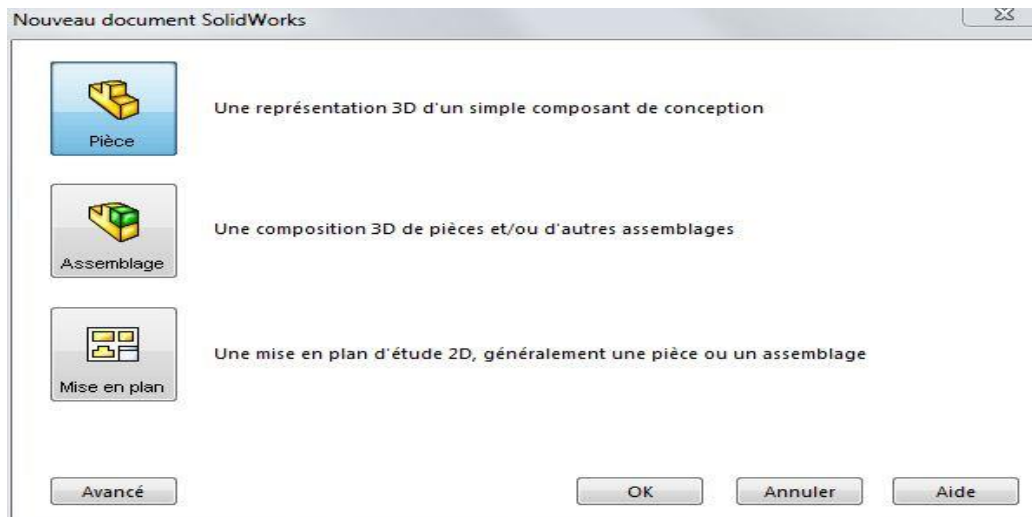 Nouveau document SolidWorks
Pièce
Une représentation 3D d'un simple composant de conception
Assemblage
Une composition 3D de pièces et/ou d'autres assemblages
Mise en plan
Une mise en plan d'étude 2D, généralement une pièce ou un assemblage
Avancé
OK
Annuler
Aide